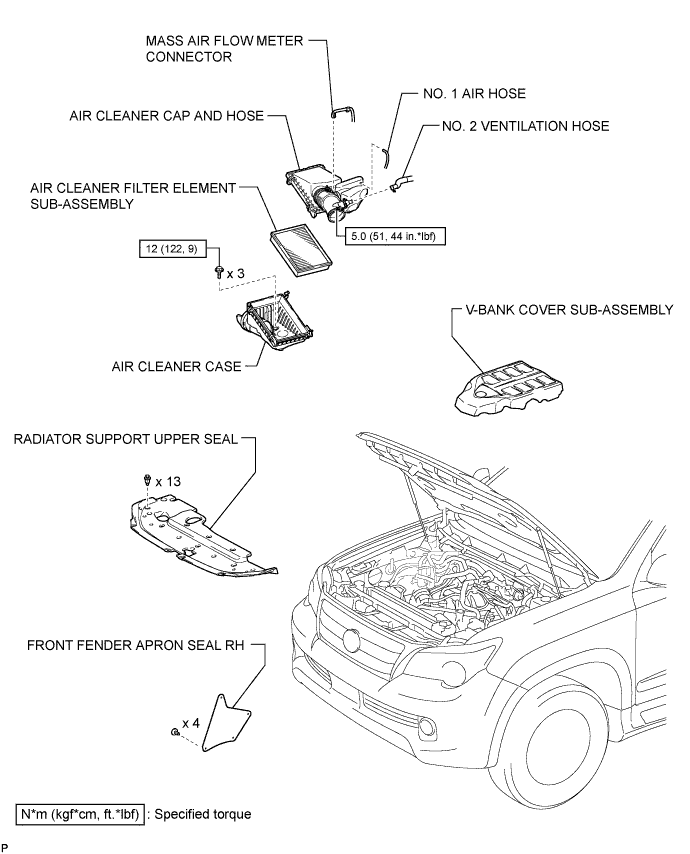 MASS AIR FLOW METER
CONNECTOR
NO. 1 AIR HOSE
AIR CLEANER CAP AND HOSE
NO. 2 VENTILATION HOSE
AIR CLEANER FILTER ELEMENT
SUB-ASSEMBLY
5.0 (51, 44 in.*lbf)
12 (122, 9)
x 3
V-BANK COVER SUB-ASSEMBLY
AIR CLEANER CASE
RADIATOR SUPPORT UPPER SEAL
x 13
FRONT FENDER APRON SEAL RH
x 4
N*m (kgf*cm, ft.*lbf) : Specified torque
P